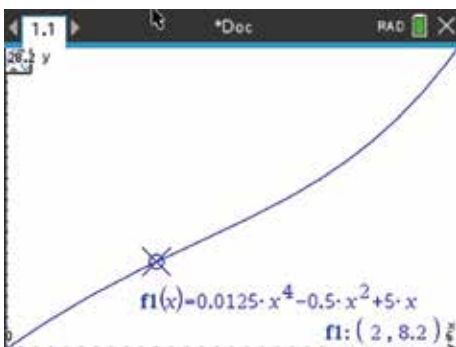 1.1 *Doc RAD
28.2 y
f1(x)=0.0125·x⁴−0.5·x²+5·x
f1:(2,8.2)
0 x
6